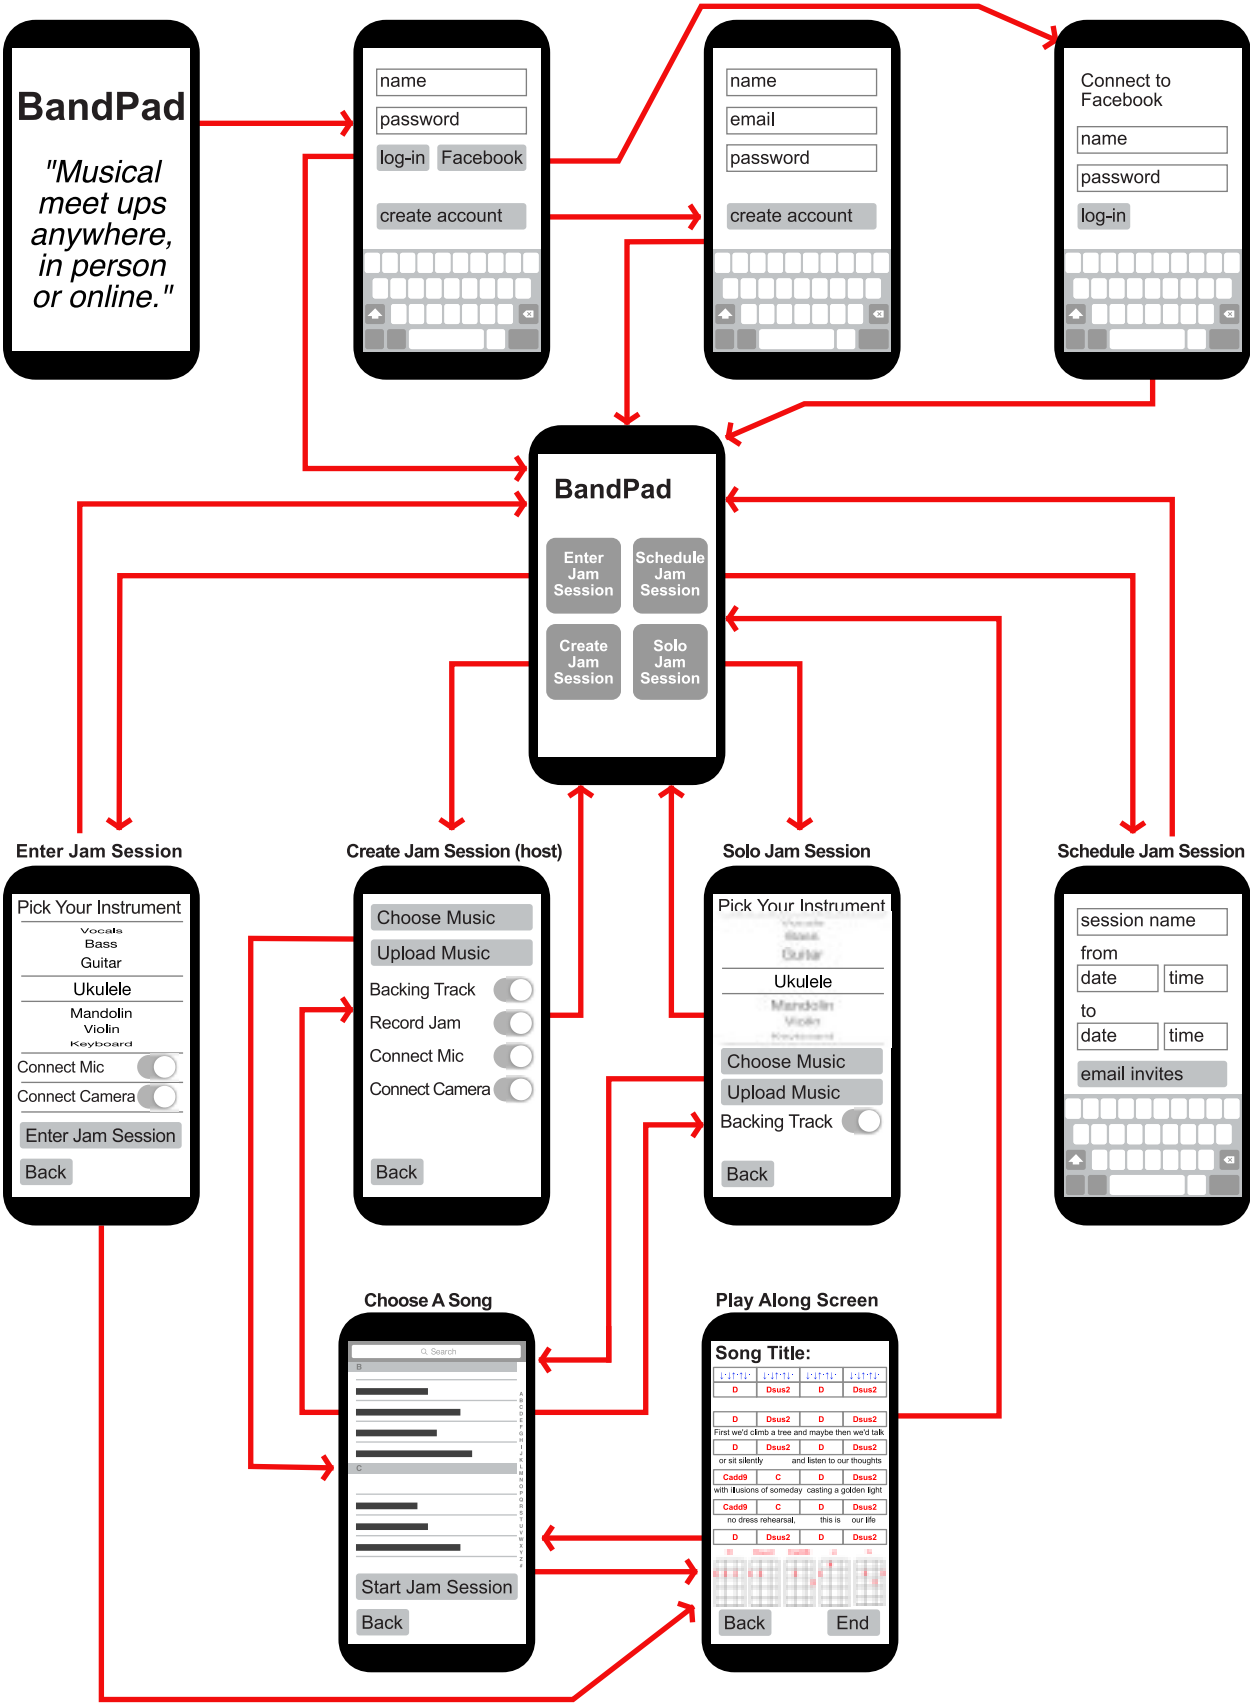 BandPad
"Musical
meet ups
anywhere,
in person
or online."
name
password
log-in Facebook
create account
name
email
password
create account
Connect to
Facebook
name
password
log-in
BandPad
Enter
Jam
Session
Schedule
Jam
Session
Create
Jam
Session
Solo
Jam
Session
Enter Jam Session
Pick Your Instrument
Vocals
Bass
Guitar
Ukulele
Mandolin
Violin
Keyboard
Connect Mic
Connect Camera
Enter Jam Session
Back
Create Jam Session (host)
Choose Music
Upload Music
Backing Track
Record Jam
Connect Mic
Connect Camera
Back
Solo Jam Session
Pick Your Instrument
Vocals
Bass
Guitar
Ukulele
Mandolin
Violin
Keyboard
Choose Music
Upload Music
Backing Track
Back
Schedule Jam Session
session name
from
date time
to
date time
email invites
Choose A Song
Search
B
C
A
B
C
D
E
F
G
H
I
J
K
L
M
N
O
P
Q
R
S
T
U
V
W
X
Y
Z
#
Start Jam Session
Back
Play Along Screen
Song Title:
D Dsus2 D Dsus2
D Dsus2 D Dsus2
First we'd climb a tree and maybe then we'd talk
D Dsus2 D Dsus2
or sit silently and listen to our thoughts
Cadd9 C D Dsus2
with illusions of someday casting a golden light
Cadd9 C D Dsus2
no dress rehearsal, this is our life
D Dsus2 D Dsus2
Back End